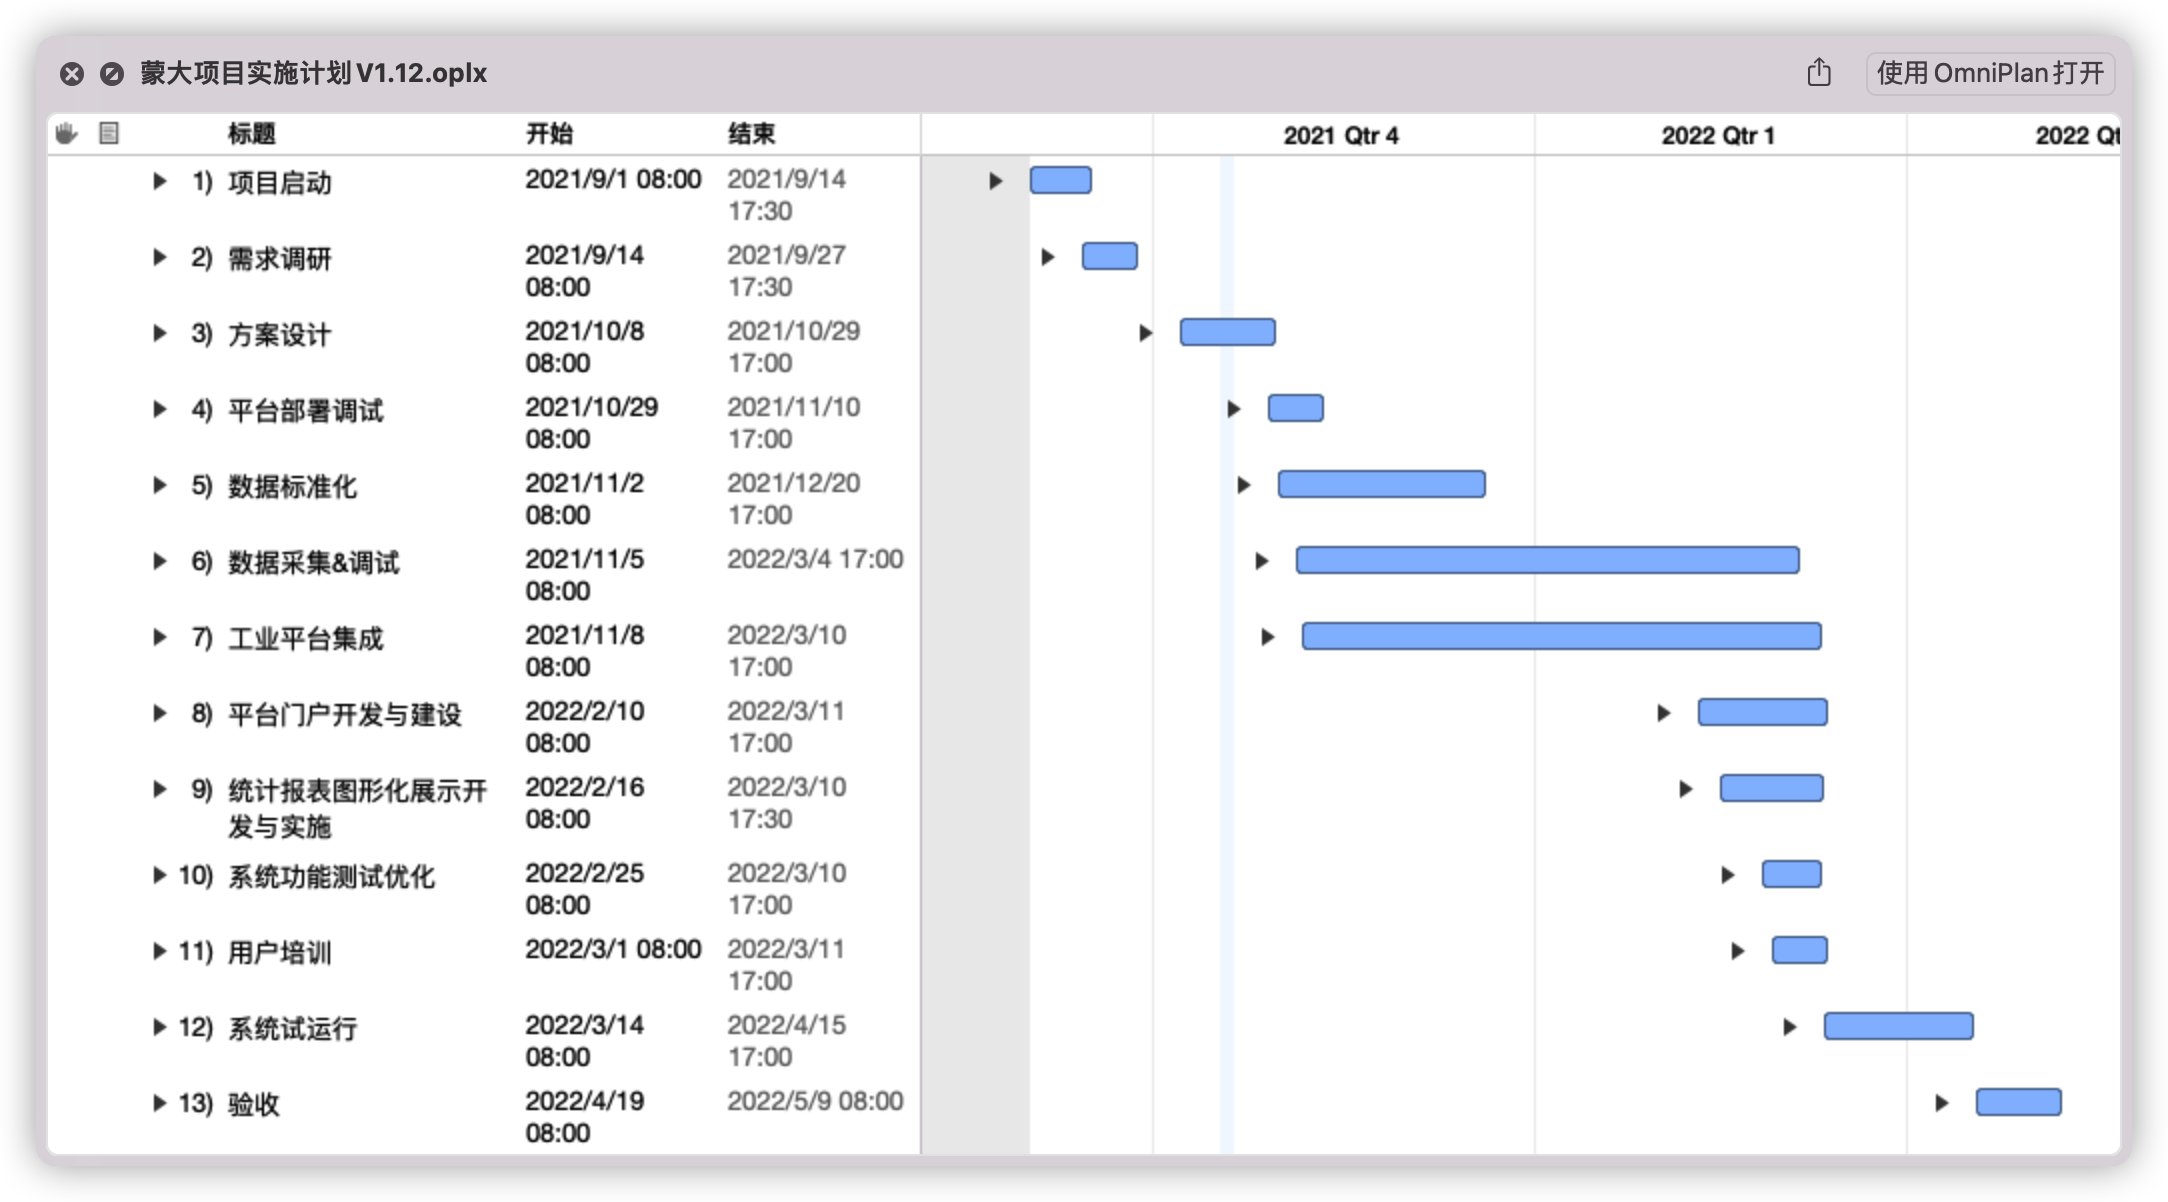 蒙大项目实施计划V1.12.oplx
使用 OmniPlan 打开
标题 开始 结束 2021 Qtr 4 2022 Qtr 1 2022 Qt
1) 项目启动 2021/9/1 08:00 2021/9/14
17:30
2) 需求调研 2021/9/14 2021/9/27
08:00 17:30
3) 方案设计 2021/10/8 2021/10/29
08:00 17:00
4) 平台部署调试 2021/10/29 2021/11/10
08:00 17:00
5) 数据标准化 2021/11/2 2021/12/20
08:00 17:00
6) 数据采集&调试 2021/11/5 2022/3/4 17:00
08:00
7) 工业平台集成 2021/11/8 2022/3/10
08:00 17:00
8) 平台门户开发与建设 2022/2/10 2022/3/11
08:00 17:00
9) 统计报表图形化展示开 2022/2/16 2022/3/10
发与实施 08:00 17:30
10) 系统功能测试优化 2022/2/25 2022/3/10
08:00 17:00
11) 用户培训 2022/3/1 08:00 2022/3/11
17:00
12) 系统试运行 2022/3/14 2022/4/15
08:00 17:00
13) 验收 2022/4/19 2022/5/9 08:00
08:00